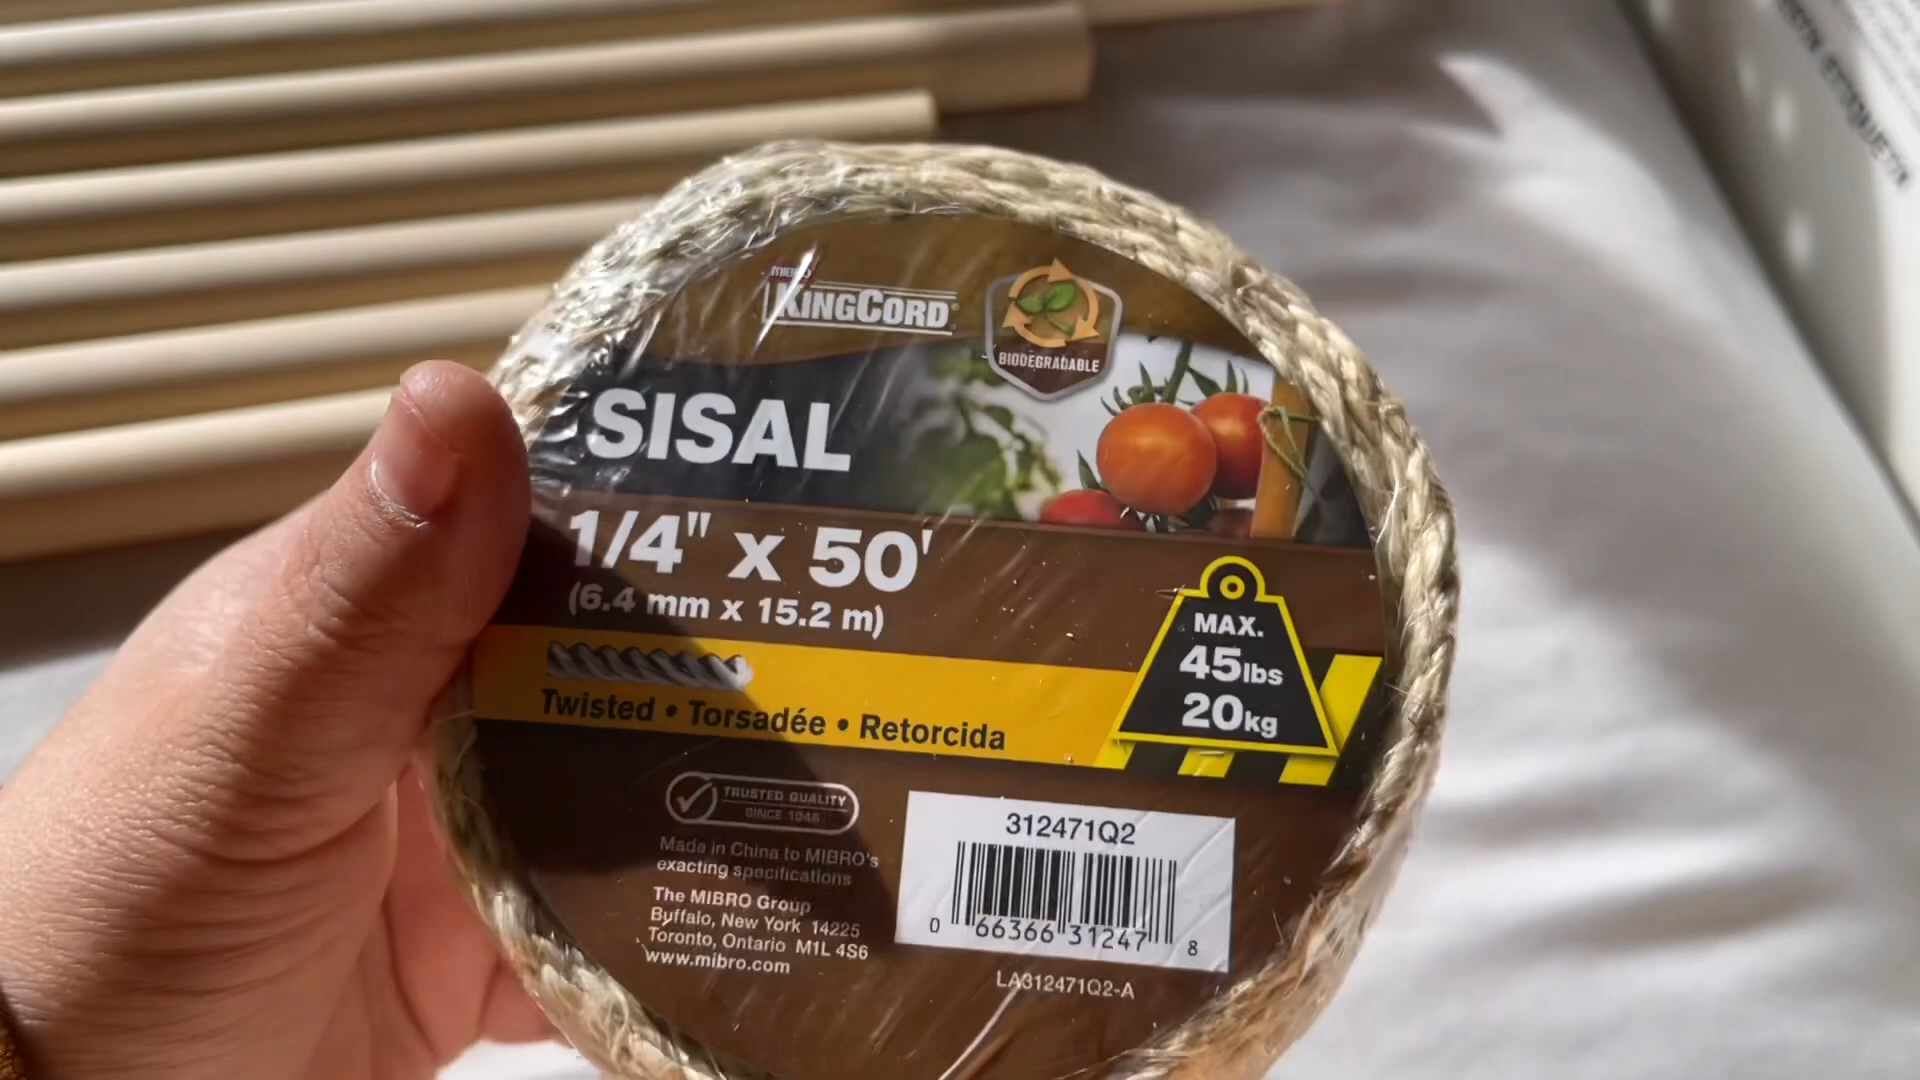 MIBRO
KINGCORD®
BIODEGRADABLE
SISAL
1/4" x 50'
(6.4 mm x 15.2 m)
MAX.
45lbs
20kg
Twisted • Torsadée • Retorcida
TRUSTED QUALITY
SINCE 1948
Made in China to MIBRO's
exacting specifications
The MIBRO Group
Buffalo, New York 14225
Toronto, Ontario M1L 4S6
www.mibro.com
312471Q2
0 66366 31247 8
LA312471Q2-A